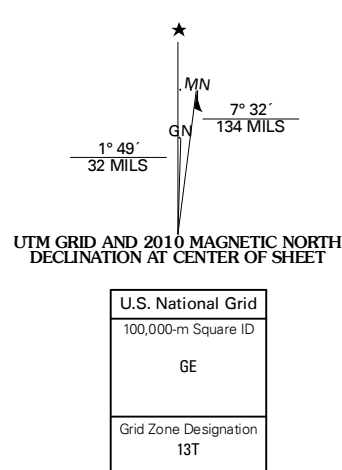 ★
MN
7° 32´
134 MILS
GN
1° 49´
32 MILS
UTM GRID AND 2010 MAGNETIC NORTH
DECLINATION AT CENTER OF SHEET
U.S. National Grid
100,000-m Square ID
GE
Grid Zone Designation
13T